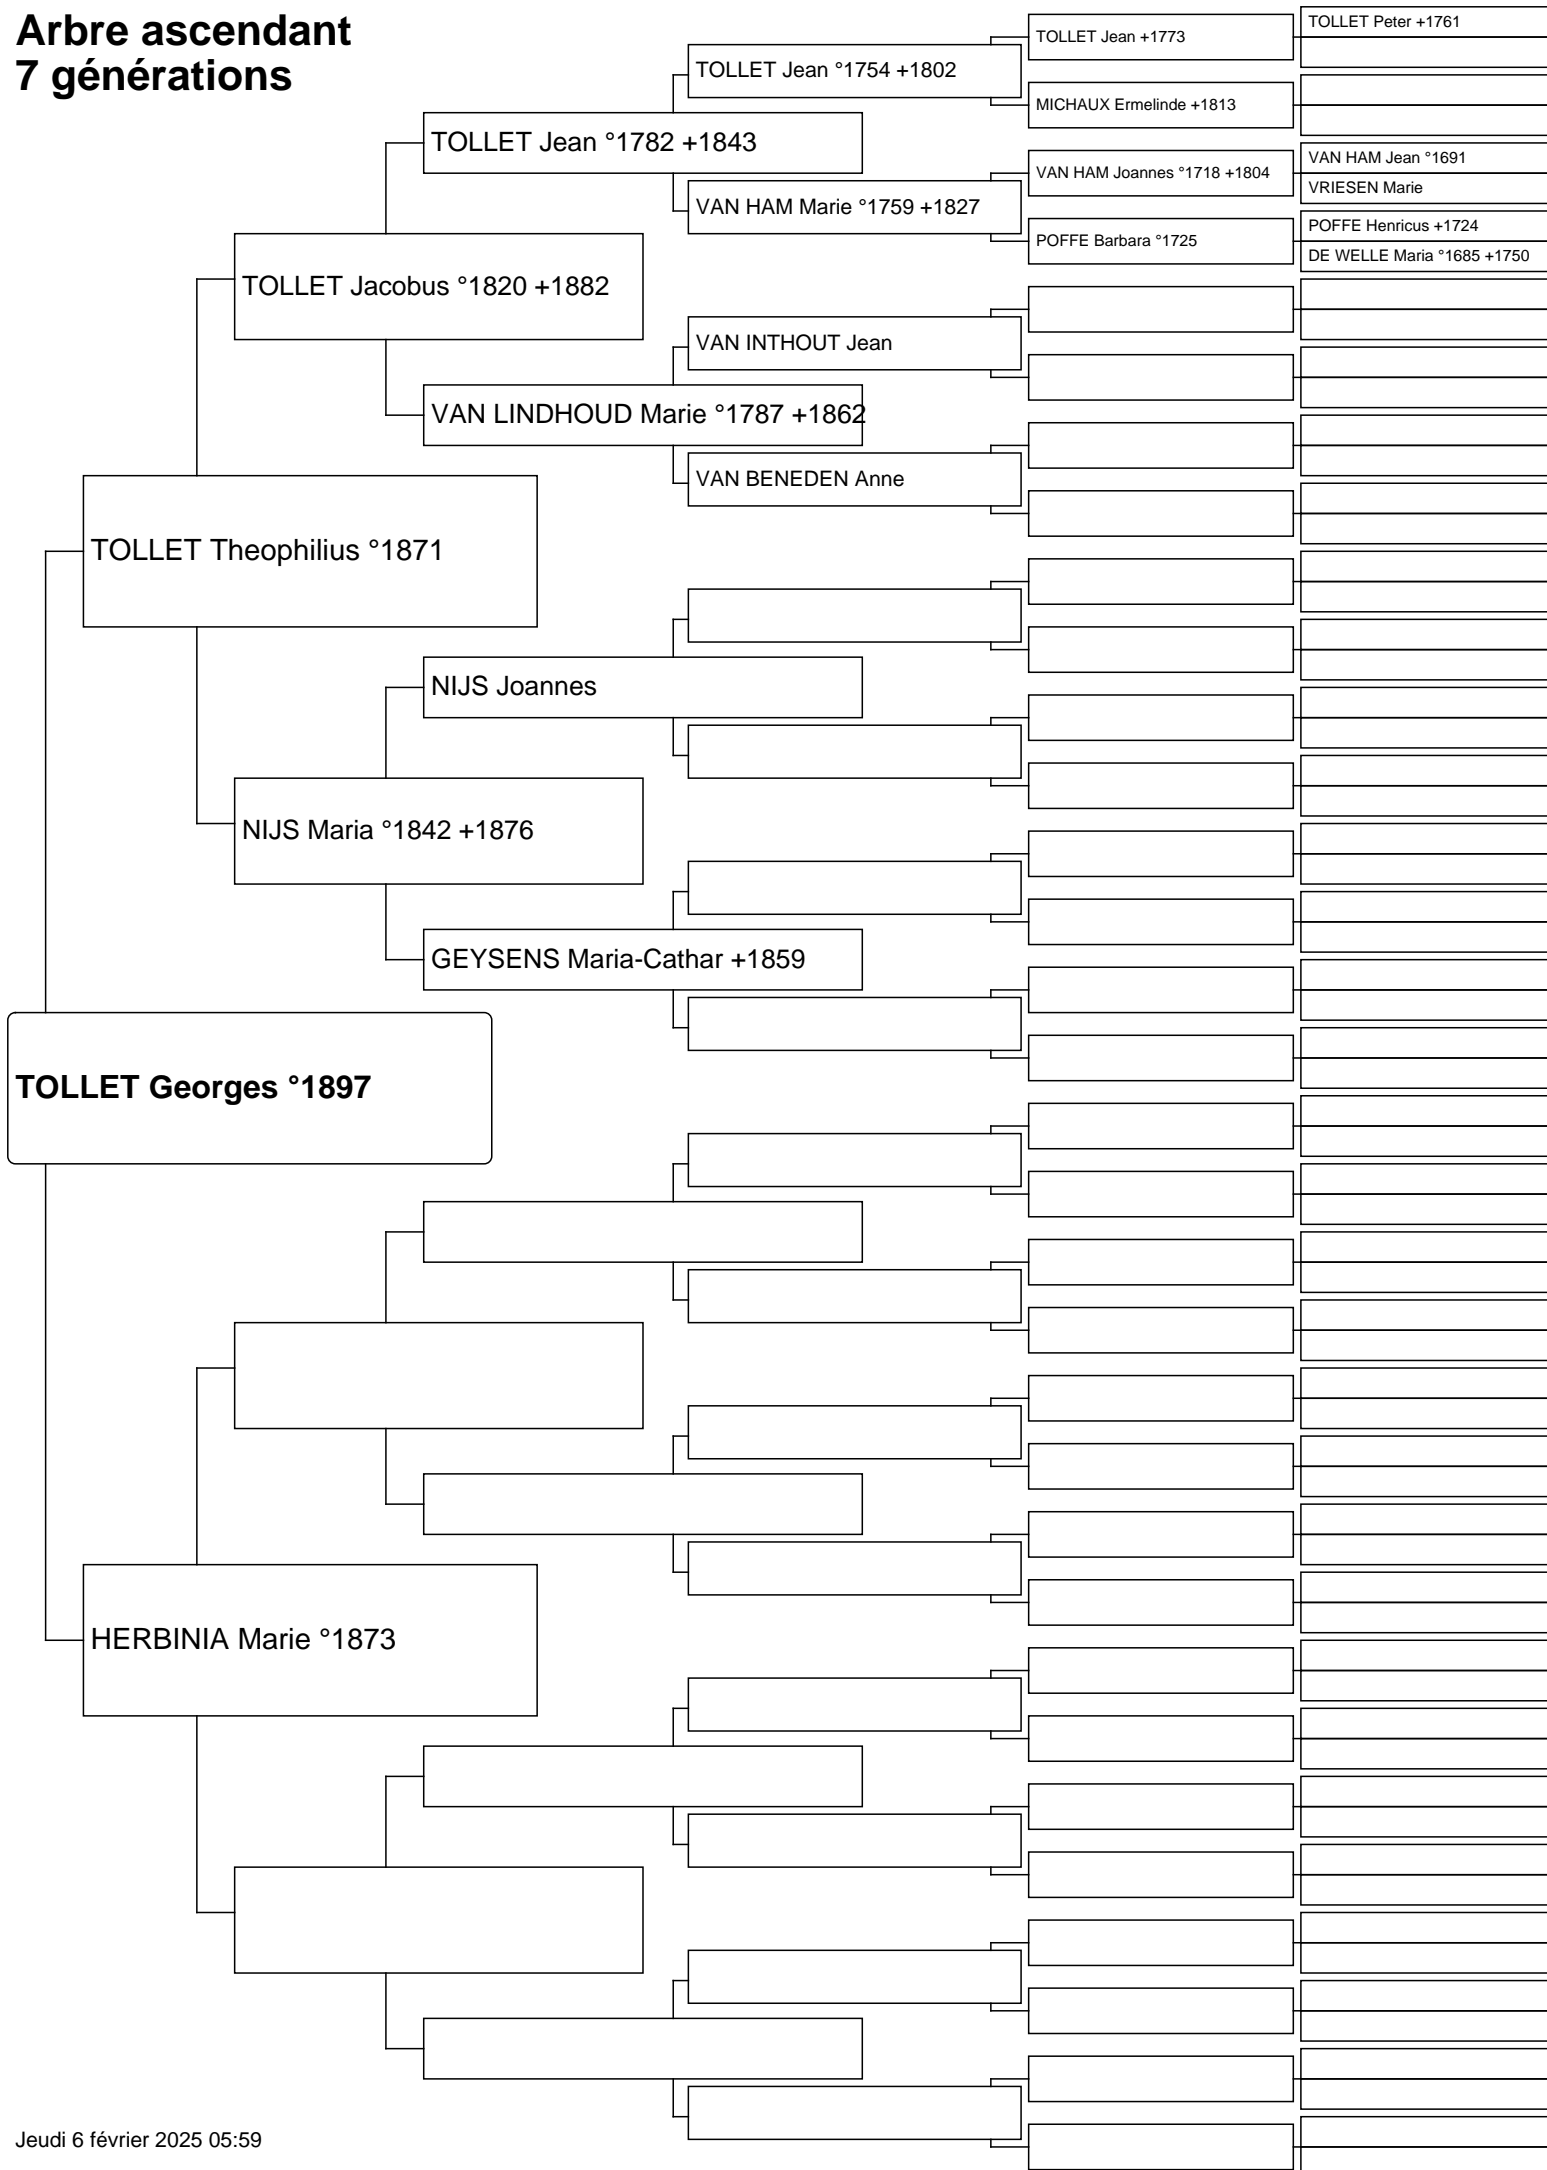 Arbre ascendant
7 générations
TOLLET Georges °1897
TOLLET Theophilius °1871
HERBINIA Marie °1873
TOLLET Jacobus °1820 +1882
NIJS Maria °1842 +1876
TOLLET Jean °1782 +1843
VAN LINDHOUD Marie °1787 +1862
NIJS Joannes
GEYSENS Maria-Cathar +1859
TOLLET Jean °1754 +1802
VAN HAM Marie °1759 +1827
VAN INTHOUT Jean
VAN BENEDEN Anne
TOLLET Jean +1773
MICHAUX Ermelinde +1813
VAN HAM Joannes °1718 +1804
POFFE Barbara °1725
TOLLET Peter +1761
VAN HAM Jean °1691
VRIESEN Marie
POFFE Henricus +1724
DE WELLE Maria °1685 +1750
Jeudi 6 février 2025 05:59